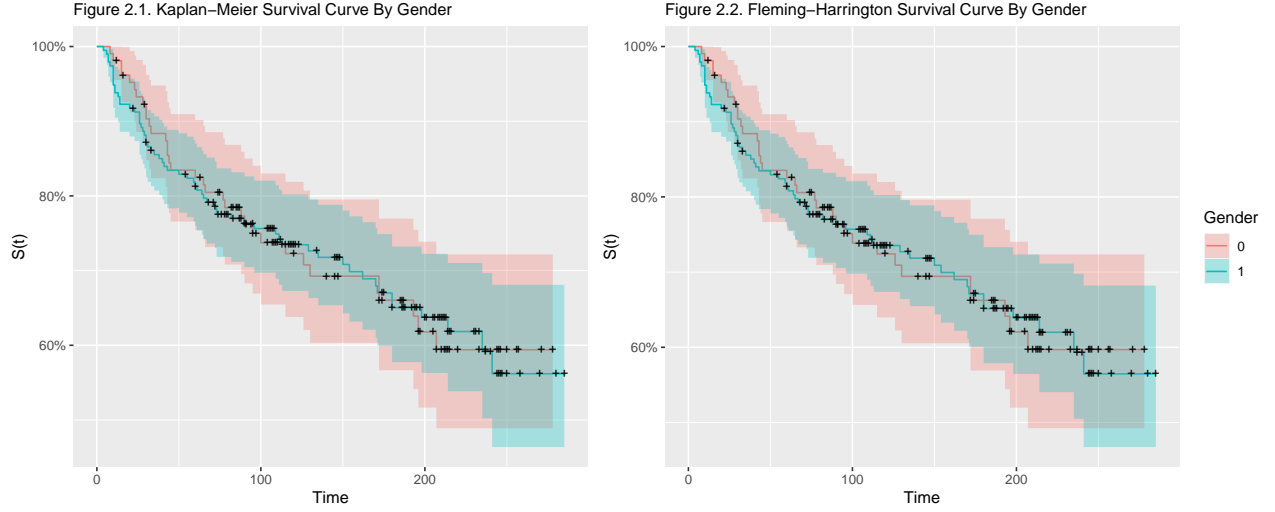 Figure 2.1. Kaplan−Meier Survival Curve By Gender
100%
80%
60%
S(t)
0
100
200
Time
Figure 2.2. Fleming−Harrington Survival Curve By Gender
100%
80%
60%
S(t)
0
100
200
Time
Gender
0
1